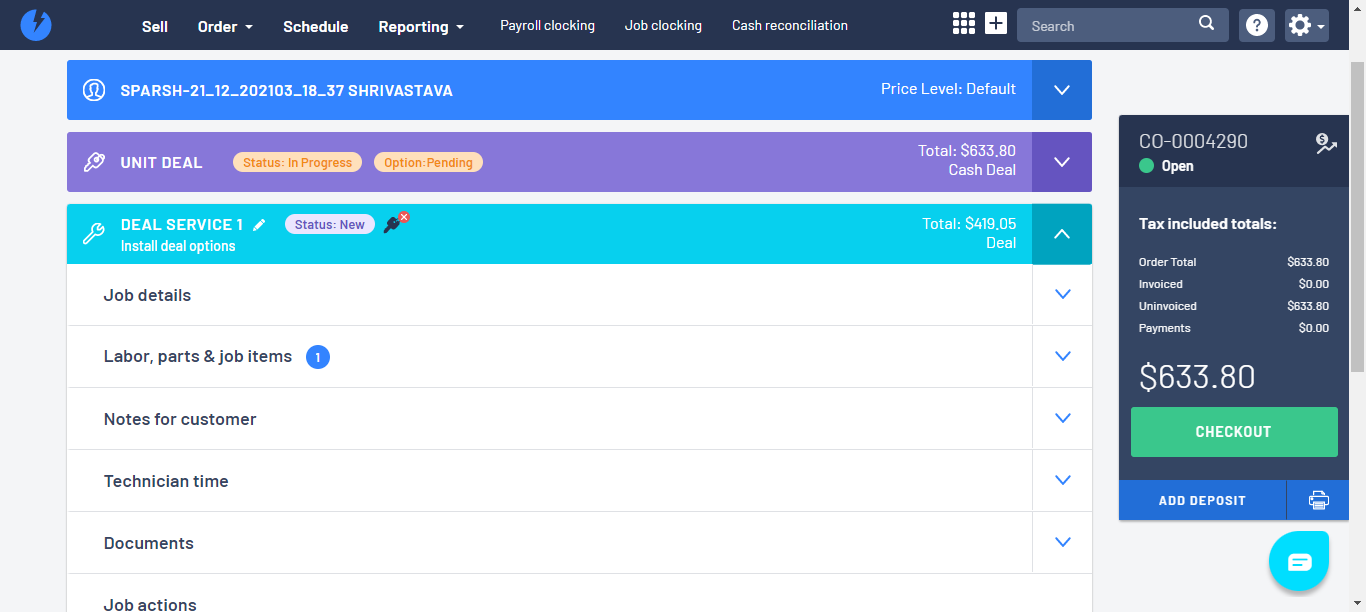 Sell
Order
Schedule
Reporting
Payroll clocking
Job clocking
Cash reconciliation
Search
SPARSH-21_12_202103_18_37 SHRIVASTAVA
Price Level: Default
UNIT DEAL
Status: In Progress
Option:Pending
Total: $633.80
Cash Deal
DEAL SERVICE 1
Status: New
Install deal options
Total: $419.05
Deal
Job details
Labor, parts & job items 1
Notes for customer
Technician time
Documents
Job actions
CO-0004290
Open
Tax included totals:
Order Total $633.80
Invoiced $0.00
Uninvoiced $633.80
Payments $0.00
$633.80
CHECKOUT
ADD DEPOSIT